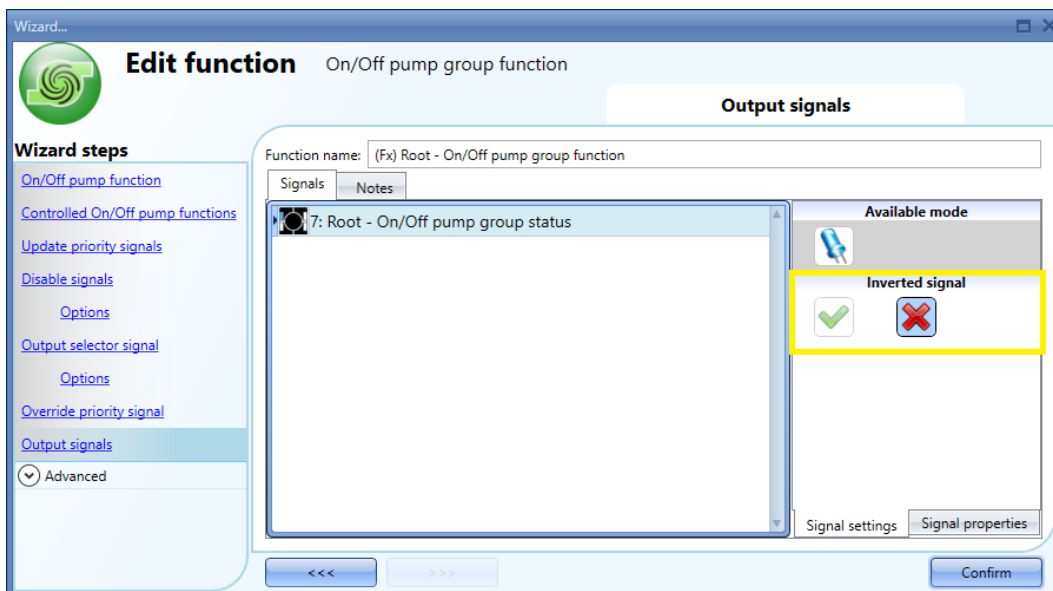 Wizard...
Edit function On/Off pump group function
Output signals
Wizard steps
On/Off pump function
Controlled On/Off pump functions
Update priority signals
Disable signals
Options
Output selector signal
Options
Override priority signal
Output signals
Advanced
Function name: (Fx) Root - On/Off pump group function
Signals Notes
7: Root - On/Off pump group status
Available mode
Inverted signal
Signal settings Signal properties
<<< >>> Confirm